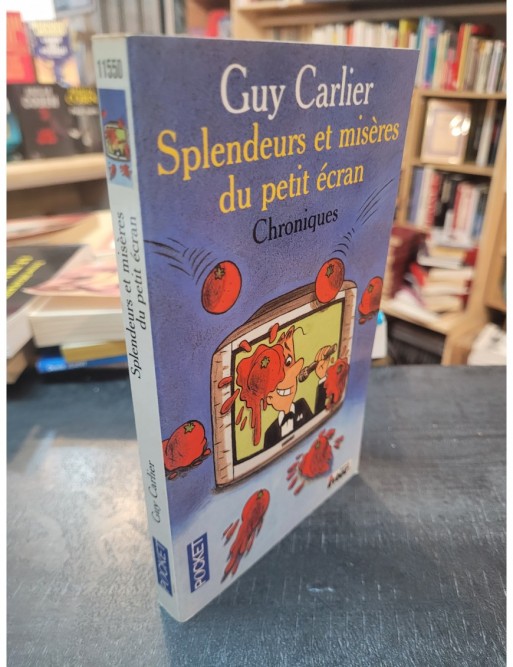 11550
Guy Carlier
Splendeurs et misères
du petit écran
Chroniques
Splendeurs et misères
du petit écran
Guy Carlier
POCKET